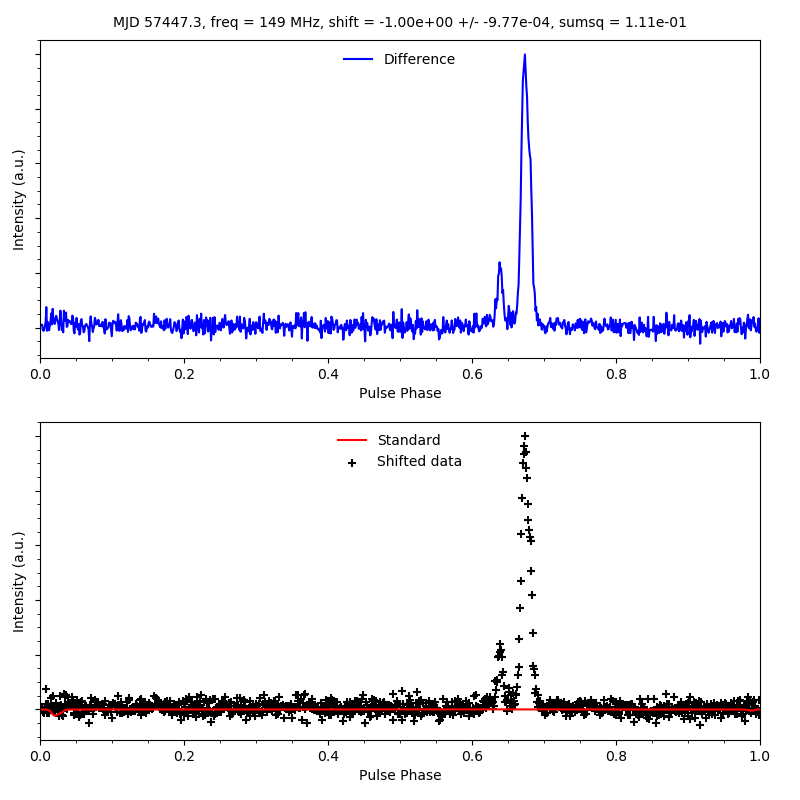 MJD 57447.3, freq = 149 MHz, shift = -1.00e+00 +/- -9.77e-04, sumsq = 1.11e-01
Difference
Intensity (a.u.)
0.0 0.2 0.4 0.6 0.8 1.0
Pulse Phase
Standard
Shifted data
Intensity (a.u.)
0.0 0.2 0.4 0.6 0.8 1.0
Pulse Phase